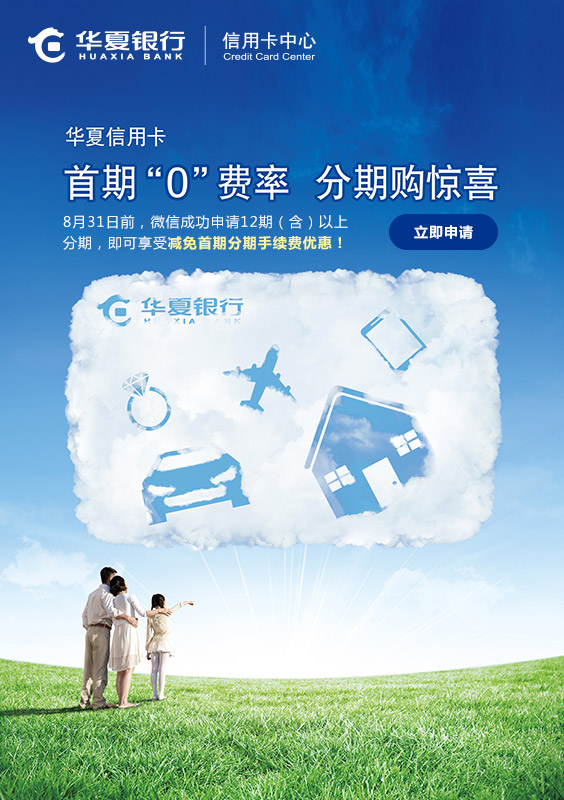 华夏银行
HUAXIA BANK
信用卡中心
Credit Card Center
华夏信用卡
首期“0”费率 分期购惊喜
8月31日前，微信成功申请12期（含）以上
分期，即可享受减免首期分期手续费优惠！
立即申请
华夏银行
HUAXIA BANK